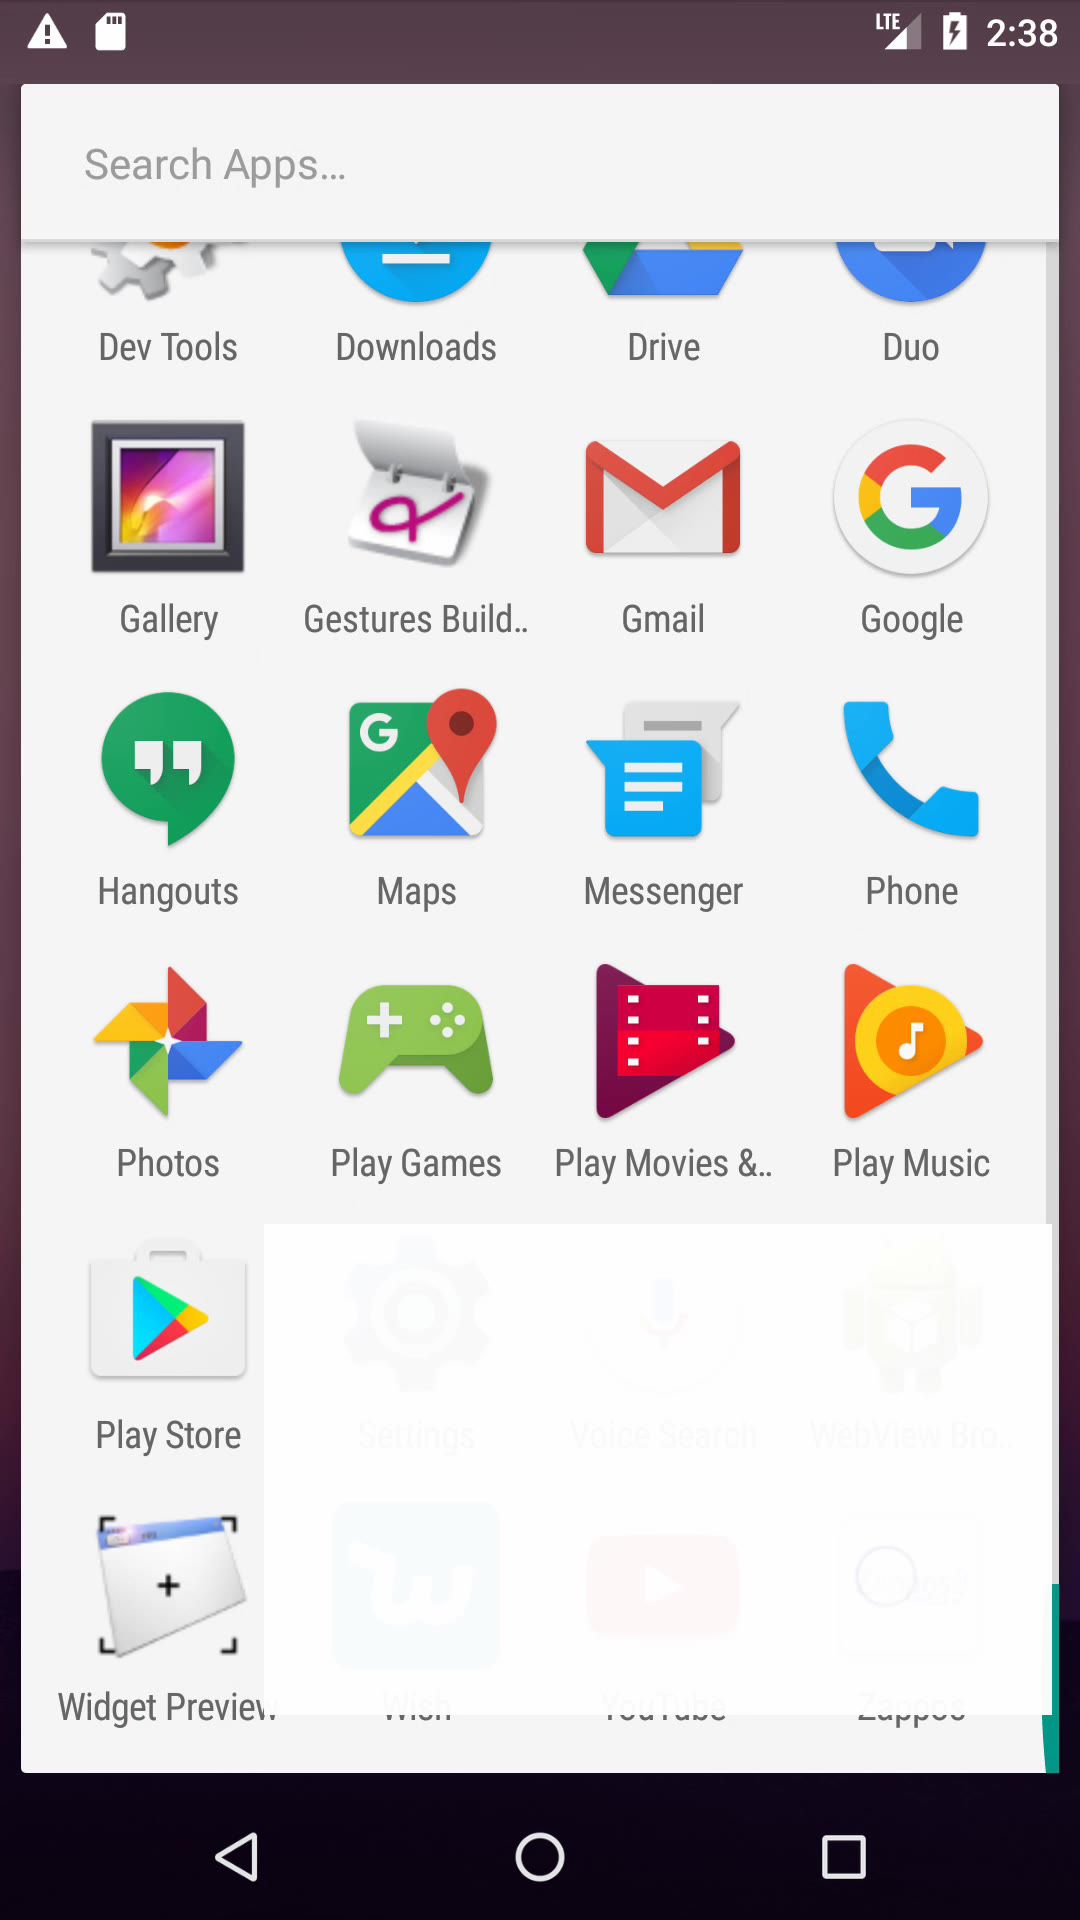 LTE 2:38
Search Apps...
Dev Tools Downloads Drive Duo
Gallery Gestures Build.. Gmail Google
Hangouts Maps Messenger Phone
Photos Play Games Play Movies &.. Play Music
Play Store Settings Voice Search WebView Bro..
Widget Preview Wish YouTube Zappos